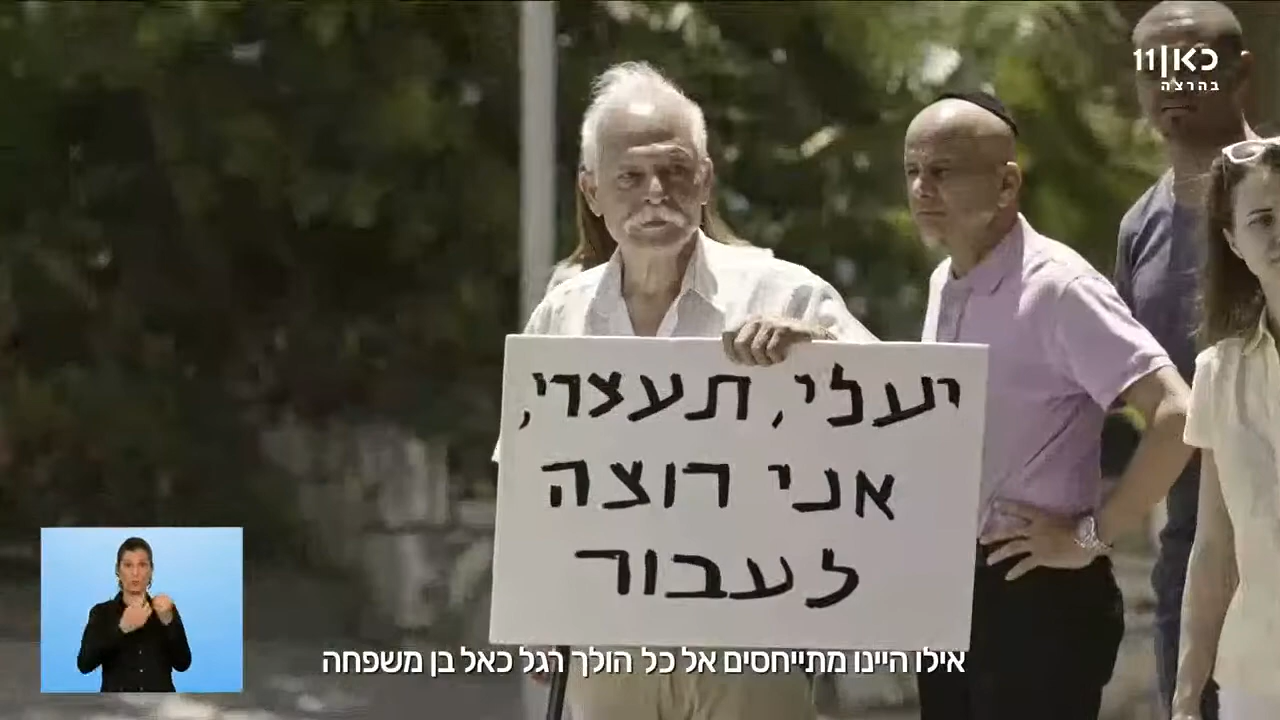 כאן 11
בהרצה
יעלי, תעצרי,
אני רוצה
לעבור
אילו היינו מתייחסים אל כל הולך רגל כאל בן משפחה